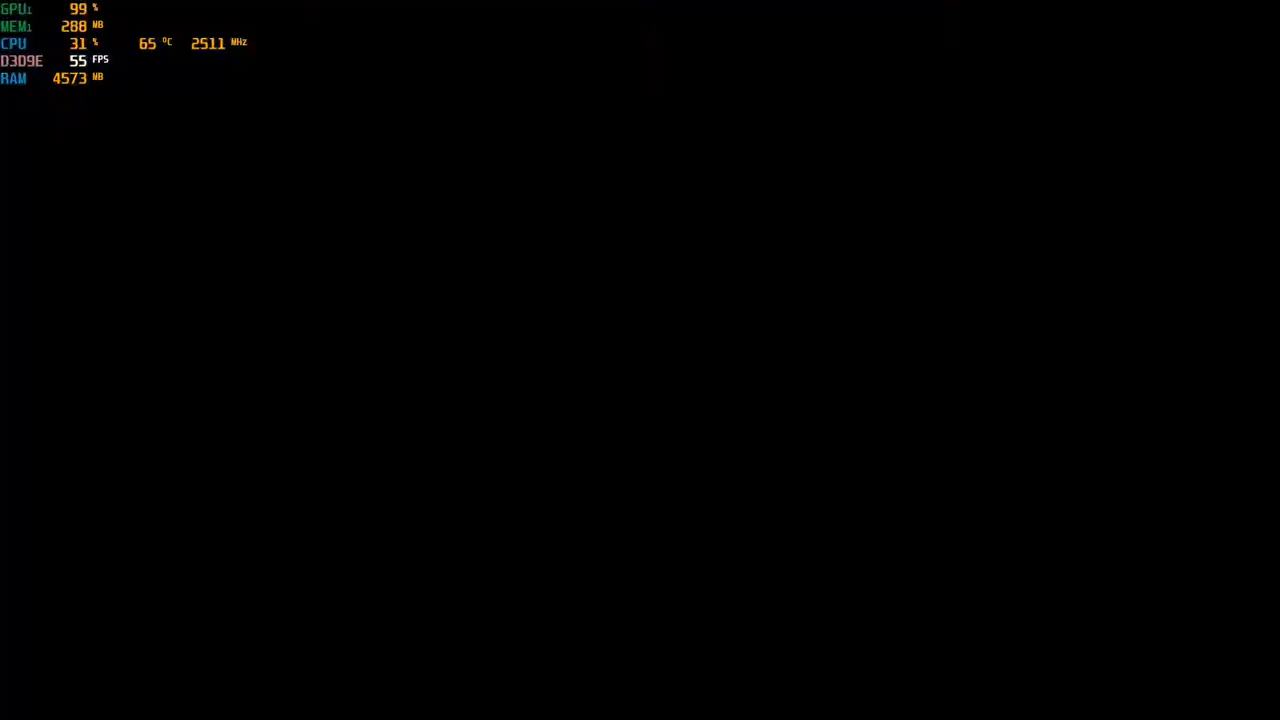 GPU1 99 %
MEM1 288 MB
CPU 31 % 65 °C 2511 MHz
D3D9E 55 FPS
RAM 4573 MB